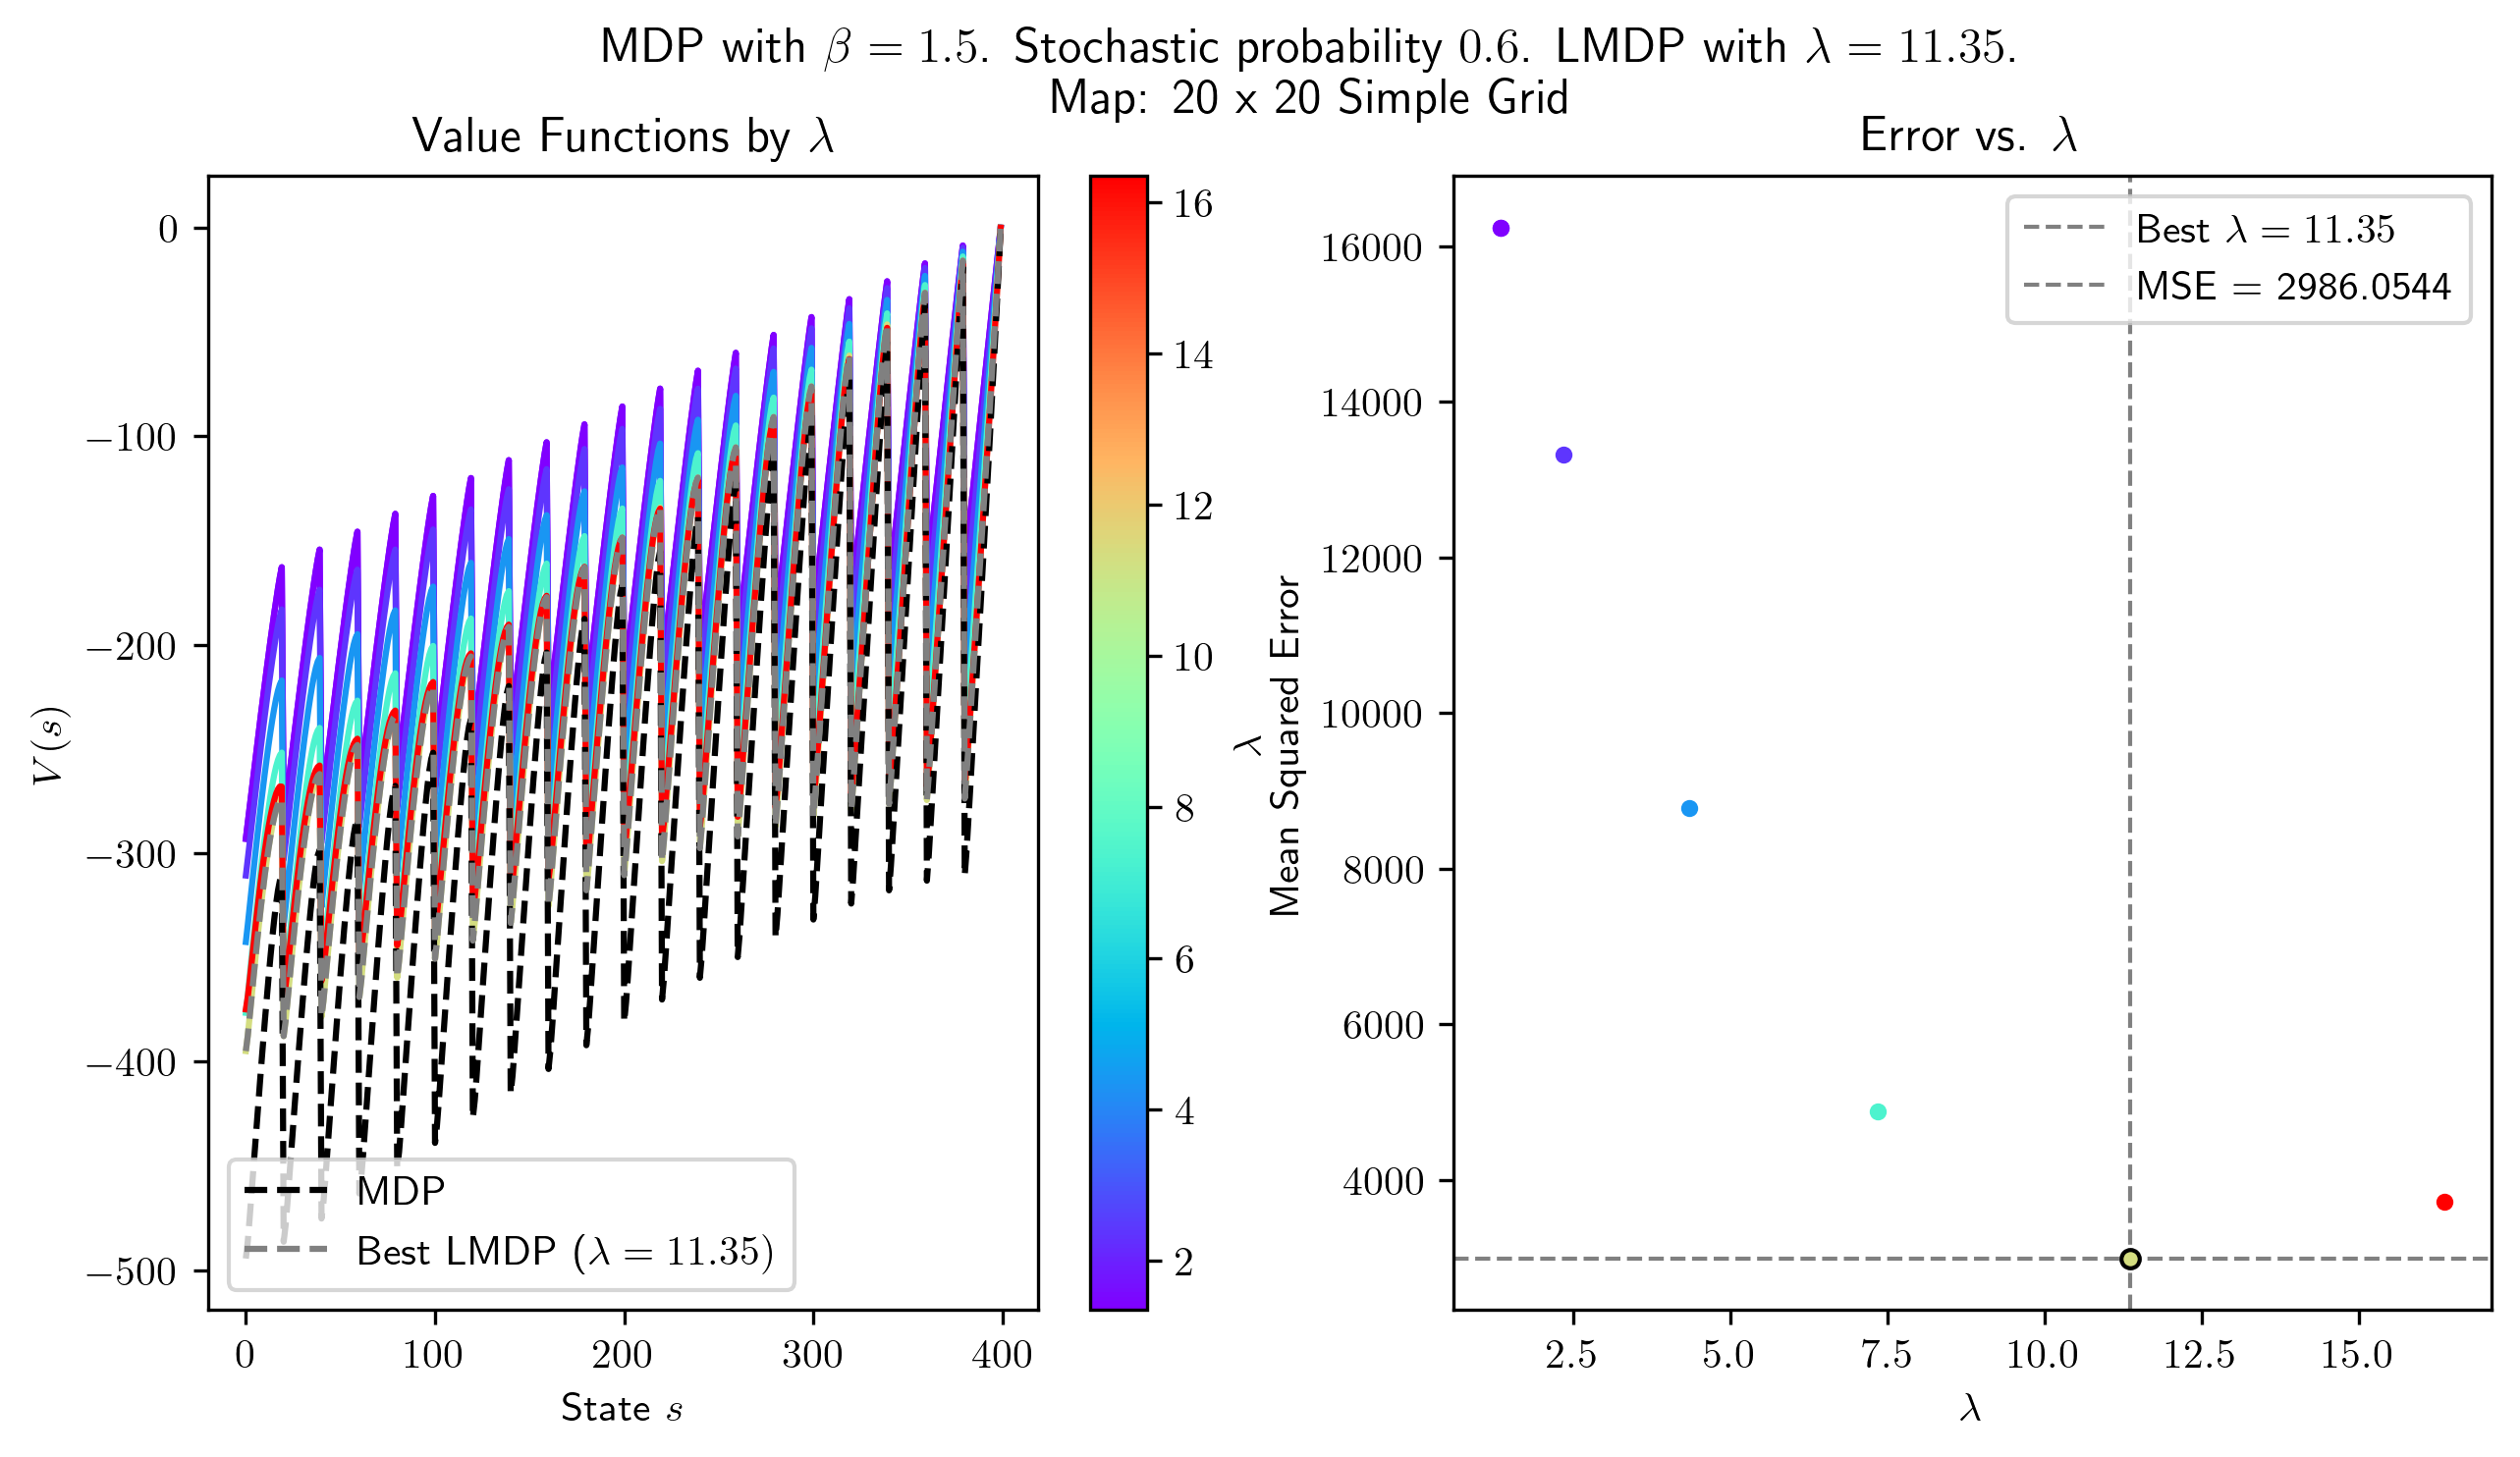 MDP with β = 1.5. Stochastic probability 0.6. LMDP with λ = 11.35.
Map: 20 x 20 Simple Grid
Value Functions by λ
0
−100
−200
−300
−400
−500
V(s)
MDP
Best LMDP (λ = 11.35)
0
100
200
300
400
State s
16
14
12
10
8
6
4
2
λ
Error vs. λ
Mean Squared Error
16000
14000
12000
10000
8000
6000
4000
Best λ = 11.35
MSE = 2986.0544
2.5
5.0
7.5
10.0
12.5
15.0
λ